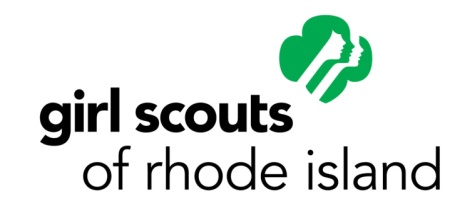 girl scouts
of rhode island